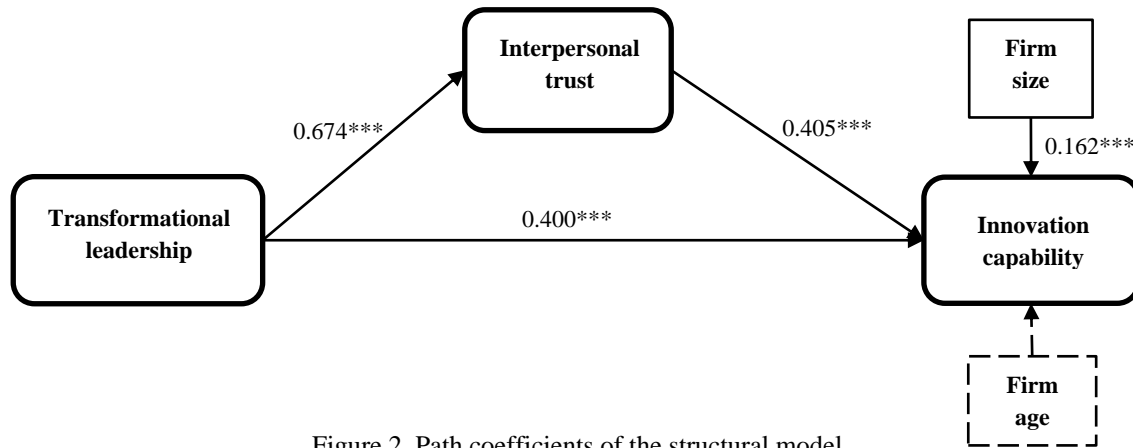 Interpersonal
trust
Firm
size
0.674***
0.405***
0.162***
Transformational
leadership
0.400***
Innovation
capability
Firm
age
Figure 2. Path coefficients of the structural model